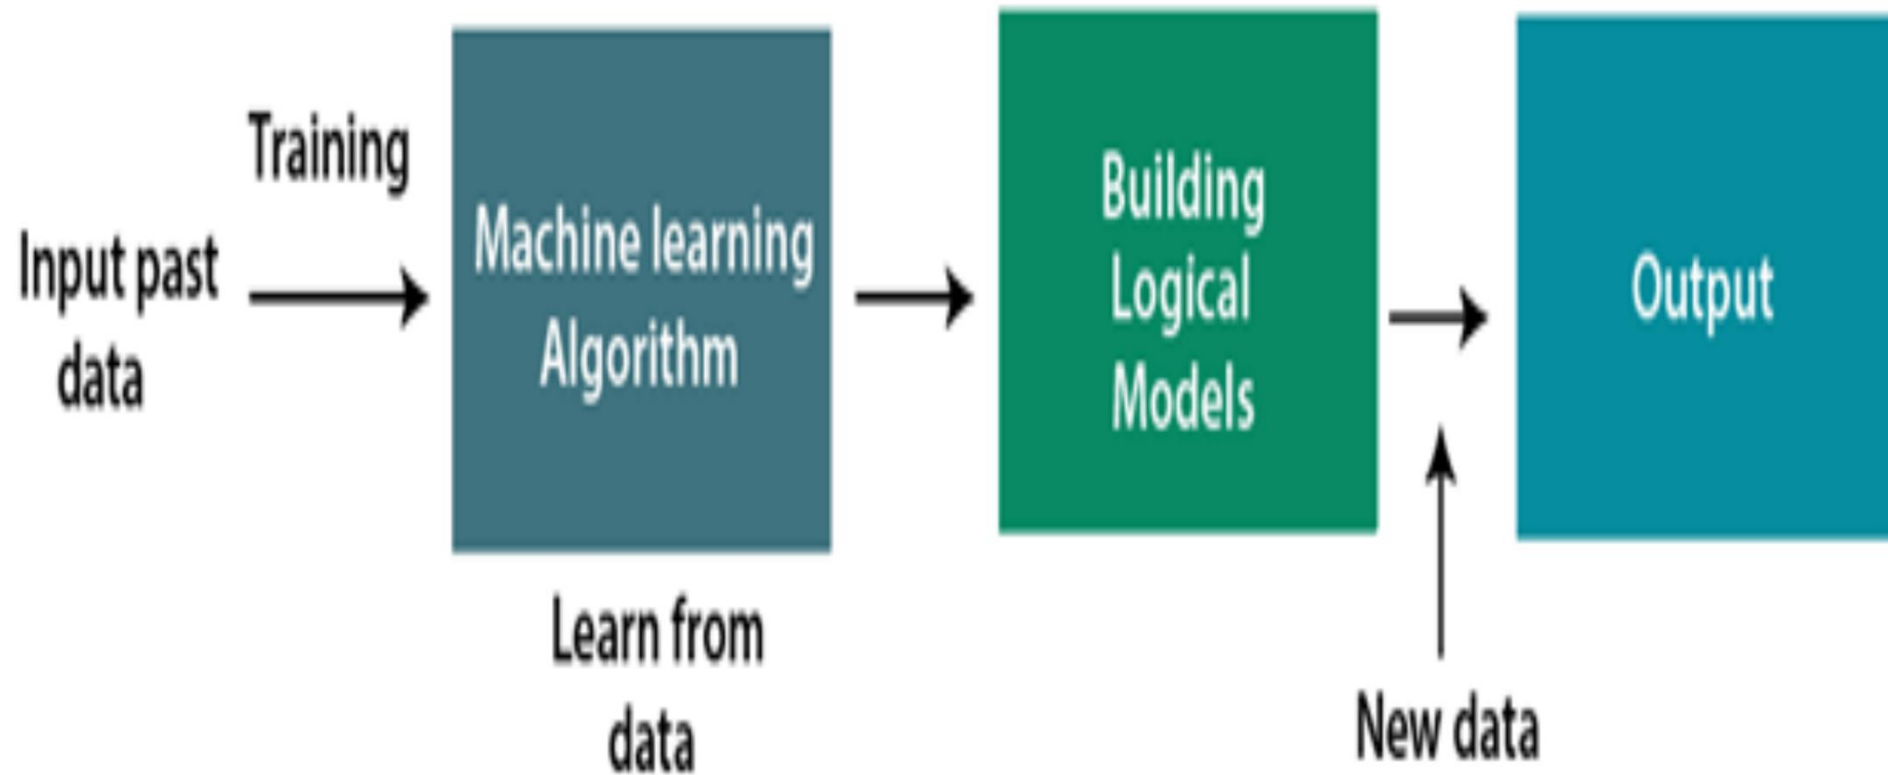 Training
Input past
data
Machine learning
Algorithm
Learn from
data
Building
Logical
Models
New data
Output